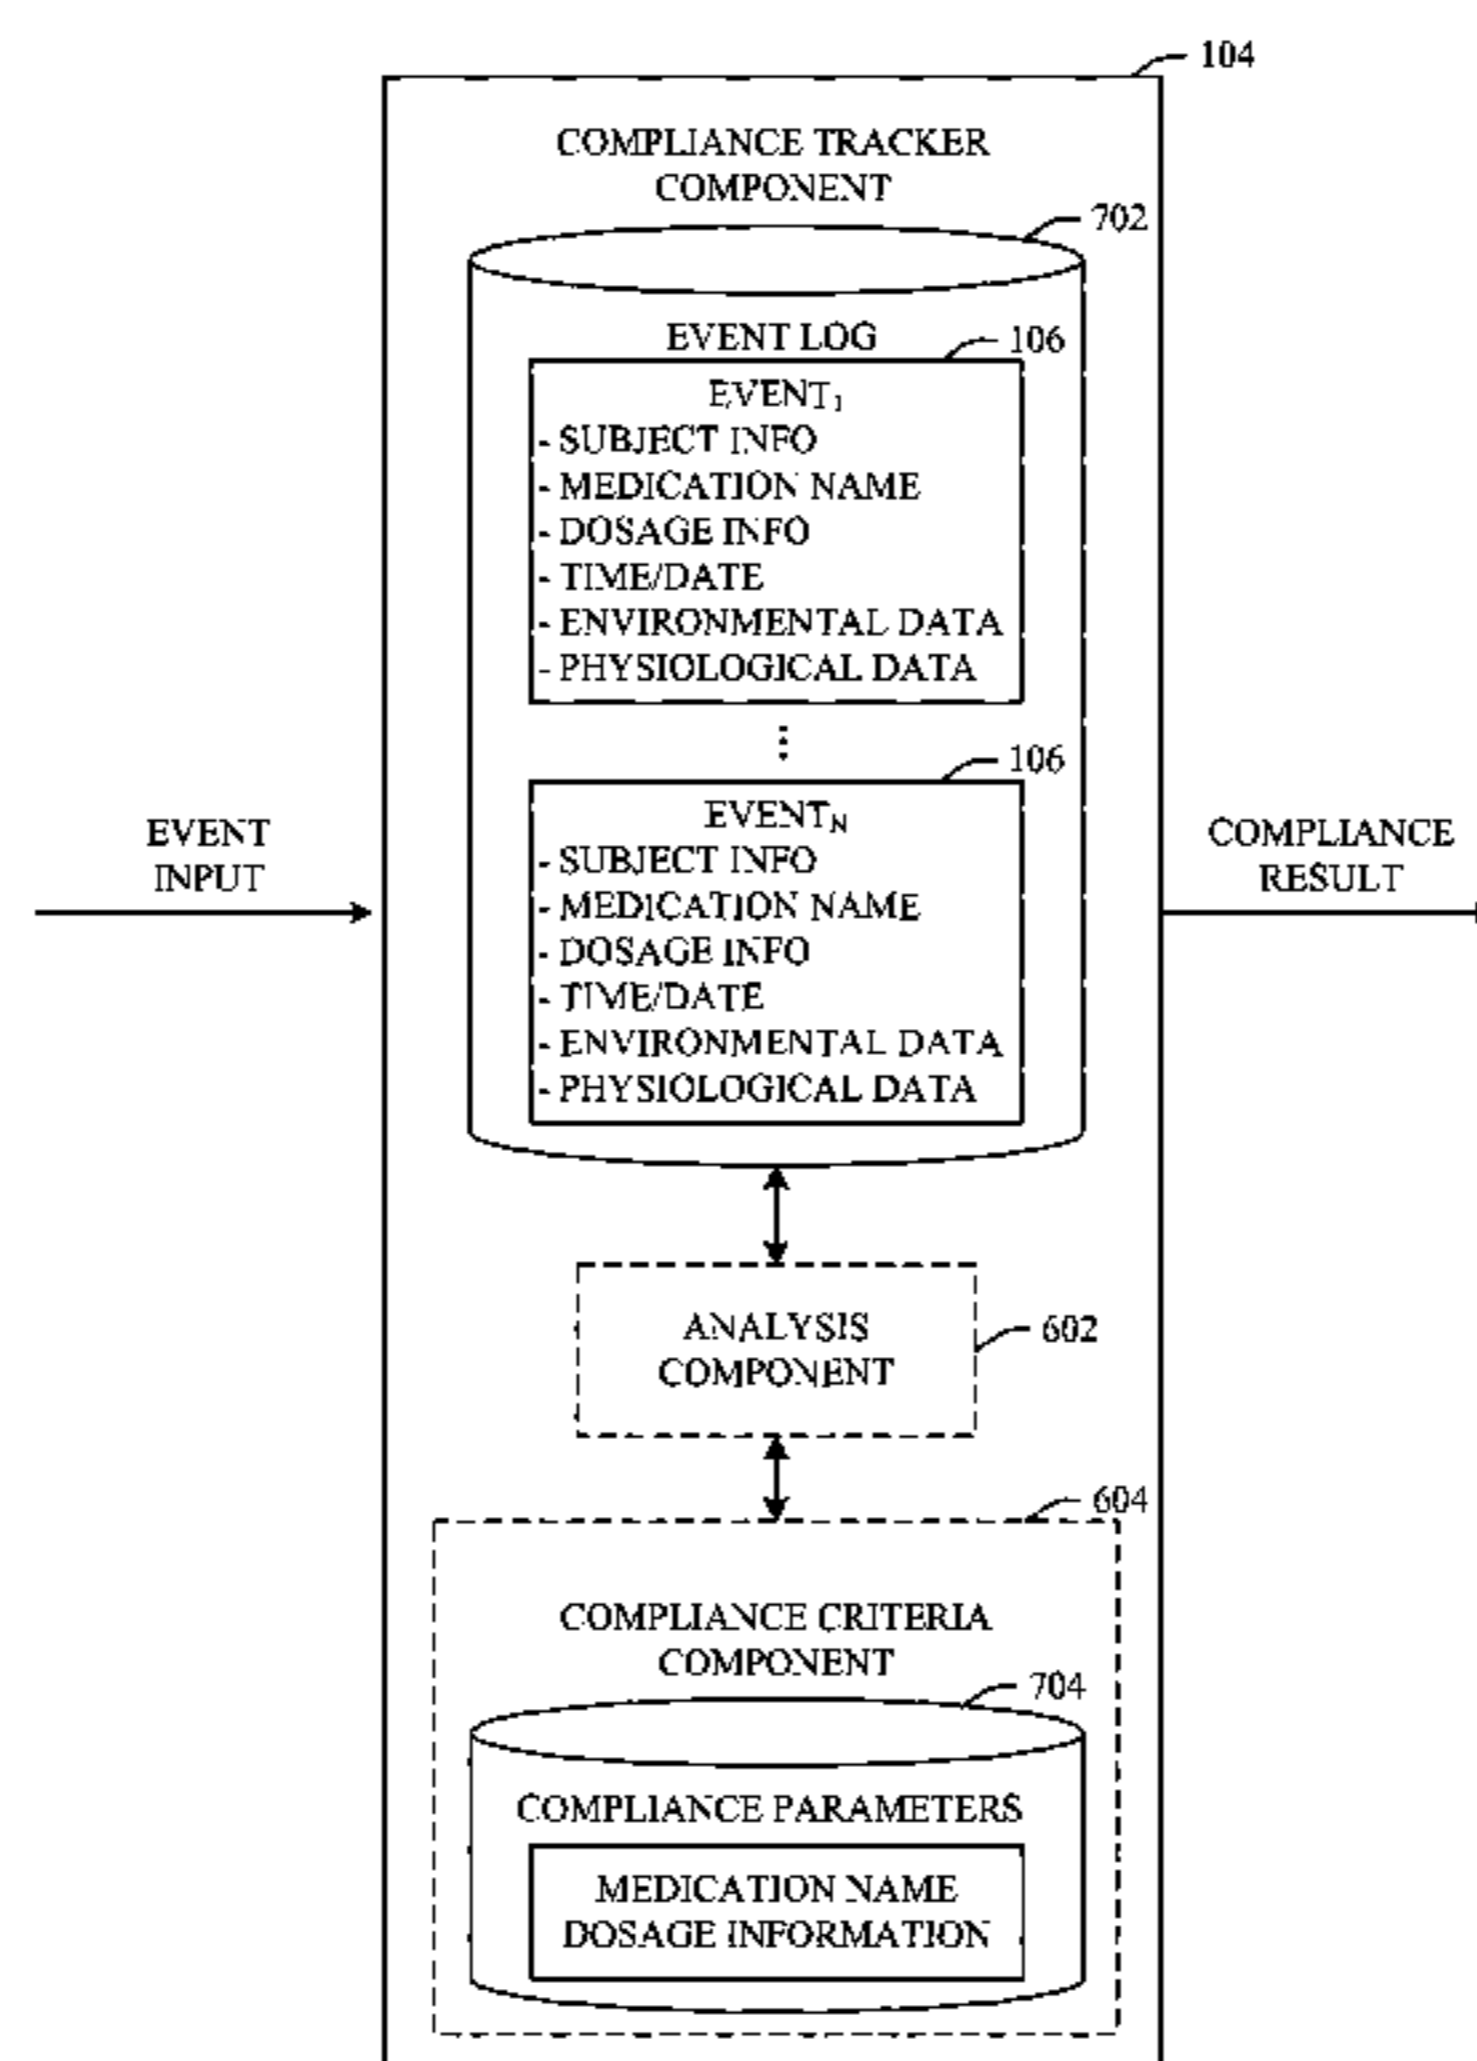 104
COMPLIANCE TRACKER
COMPONENT
702
EVENT LOG
106
EVENT₁
- SUBJECT INFO
- MEDICATION NAME
- DOSAGE INFO
- TIME/DATE
- ENVIRONMENTAL DATA
- PHYSIOLOGICAL DATA
⋮
106
EVENT
INPUT
EVENT_N
- SUBJECT INFO
- MEDICATION NAME
- DOSAGE INFO
- TIME/DATE
- ENVIRONMENTAL DATA
- PHYSIOLOGICAL DATA
COMPLIANCE
RESULT
ANALYSIS
COMPONENT
602
604
COMPLIANCE CRITERIA
COMPONENT
704
COMPLIANCE PARAMETERS
MEDICATION NAME
DOSAGE INFORMATION